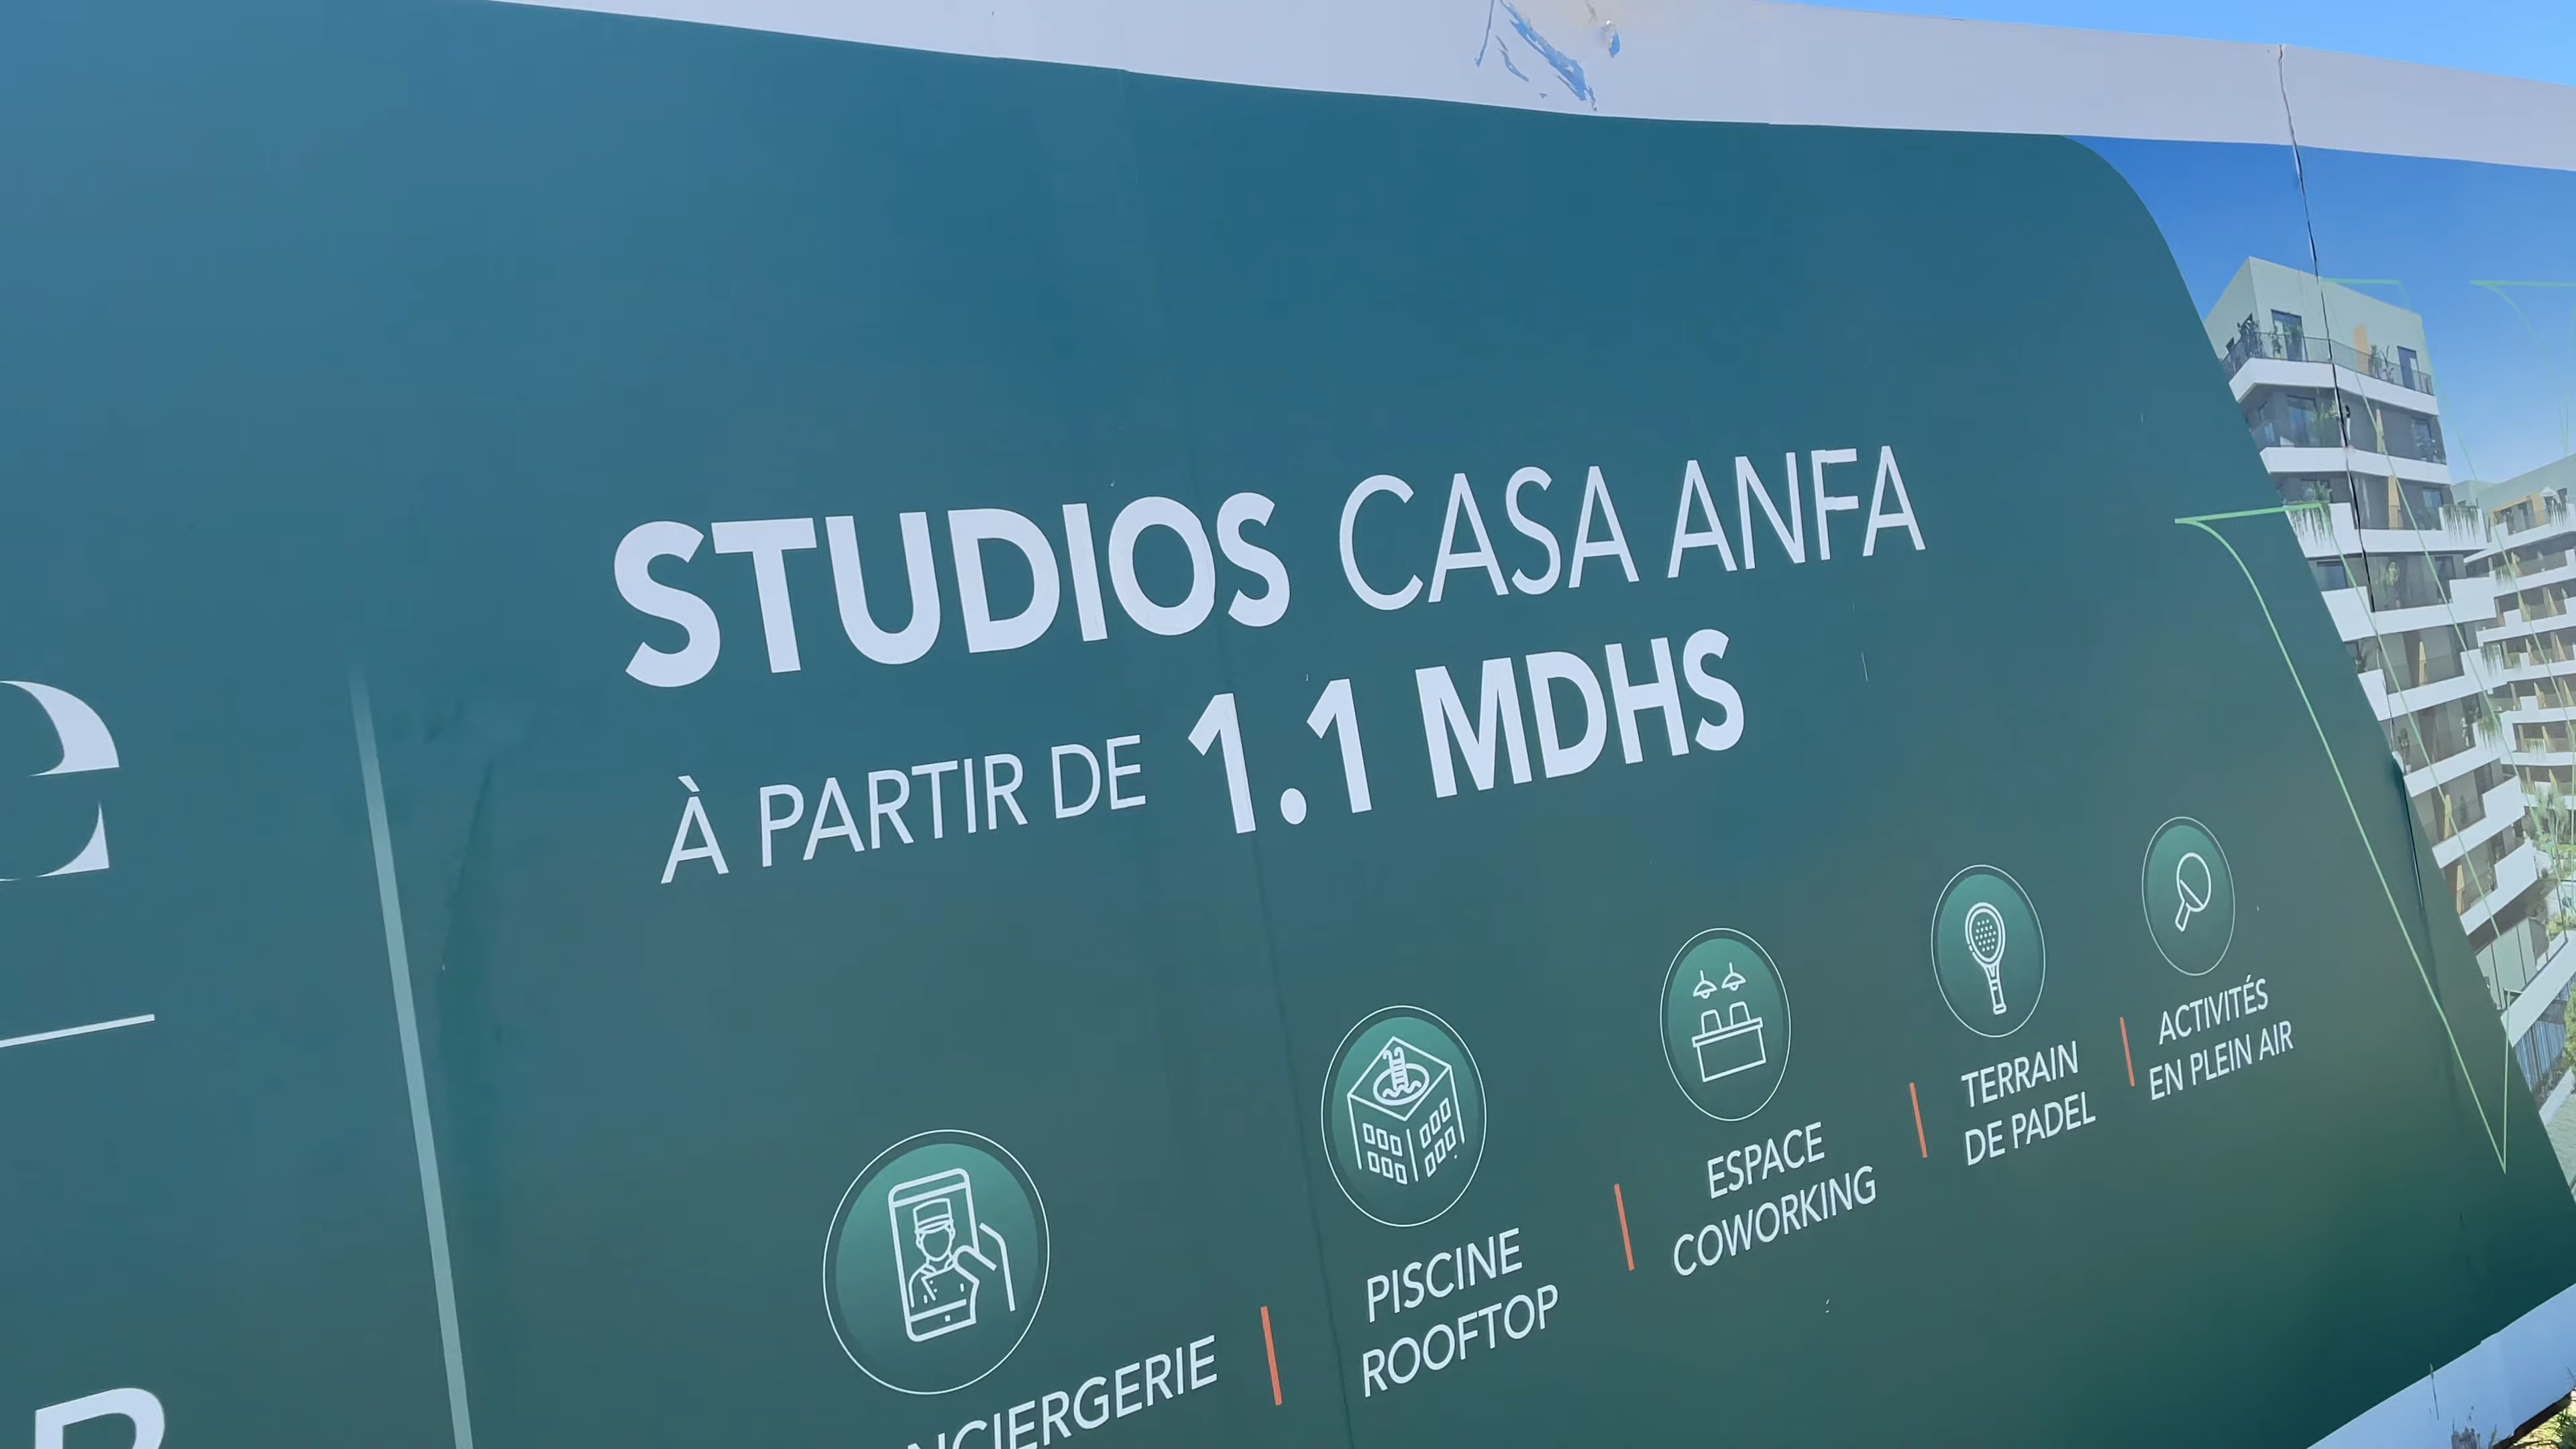 STUDIOS CASA ANFA
À PARTIR DE 1.1 MDHS
PISCINE
ROOFTOP
ESPACE
COWORKING
TERRAIN
DE PADEL
ACTIVITÉS
EN PLEIN AIR